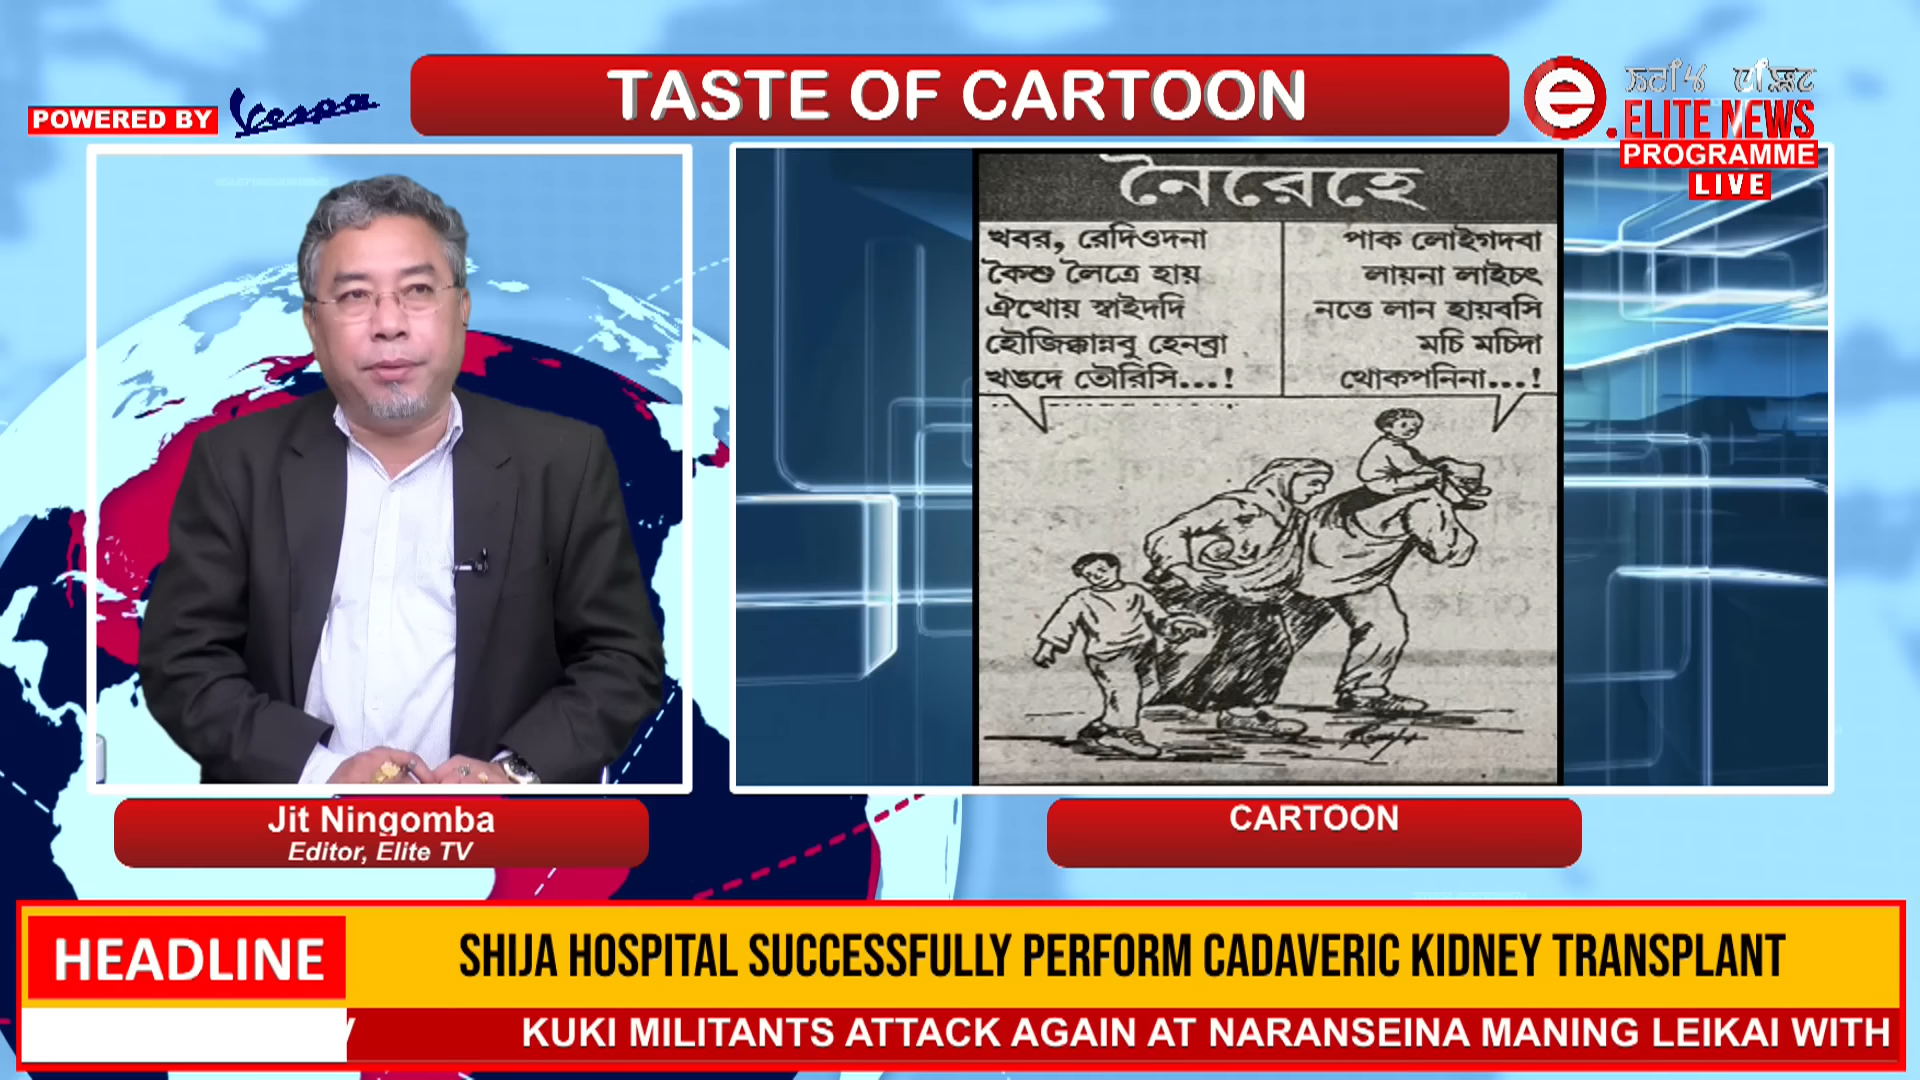 TASTE OF CARTOON
POWERED BY Vespa
e.
ELITE NEWS
PROGRAMME
LIVE
নৈরেহে
খবর, রেদিওদনা
কৈশু লৈত্রে হায়
ঐখোয় স্বাইদদি
হৌজিক্কান্নবু হেনব্রা
খঙদে তৌরিসি...!
পাক লোইগদবা
লায়না লাইচৎ
নত্তে লান হায়বসি
মচি মচিদা
থোকপনিনা...!
Jit Ningomba
Editor, Elite TV
CARTOON
HEADLINE
SHIJA HOSPITAL SUCCESSFULLY PERFORM CADAVERIC KIDNEY TRANSPLANT
KUKI MILITANTS ATTACK AGAIN AT NARANSEINA MANING LEIKAI WITH